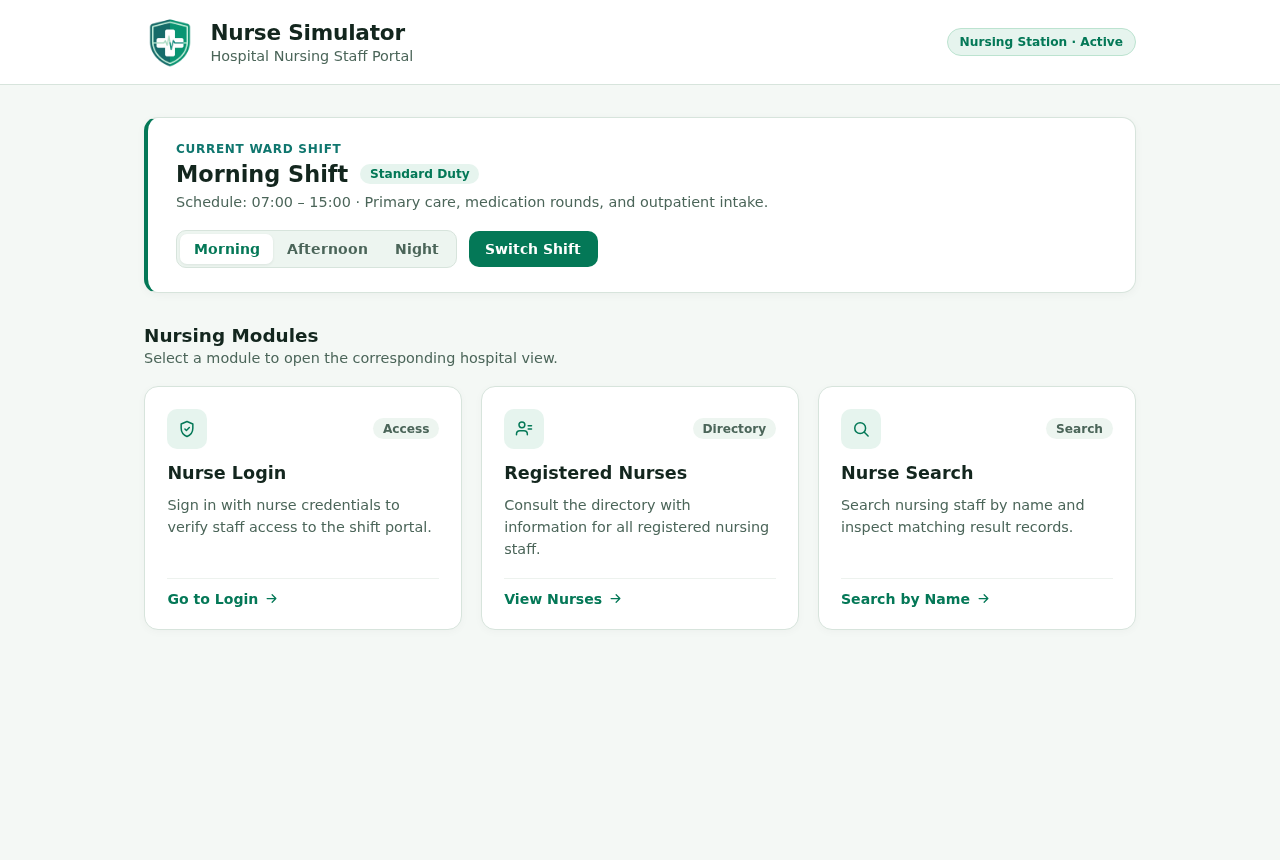 Nurse Simulator
Hospital Nursing Staff Portal
Nursing Station · Active
CURRENT WARD SHIFT
Morning Shift Standard Duty
Schedule: 07:00 – 15:00 · Primary care, medication rounds, and outpatient intake.
Morning Afternoon Night Switch Shift
Nursing Modules
Select a module to open the corresponding hospital view.
Access
Nurse Login
Sign in with nurse credentials to
verify staff access to the shift portal.
Go to Login →
Directory
Registered Nurses
Consult the directory with
information for all registered nursing
staff.
View Nurses →
Search
Nurse Search
Search nursing staff by name and
inspect matching result records.
Search by Name →